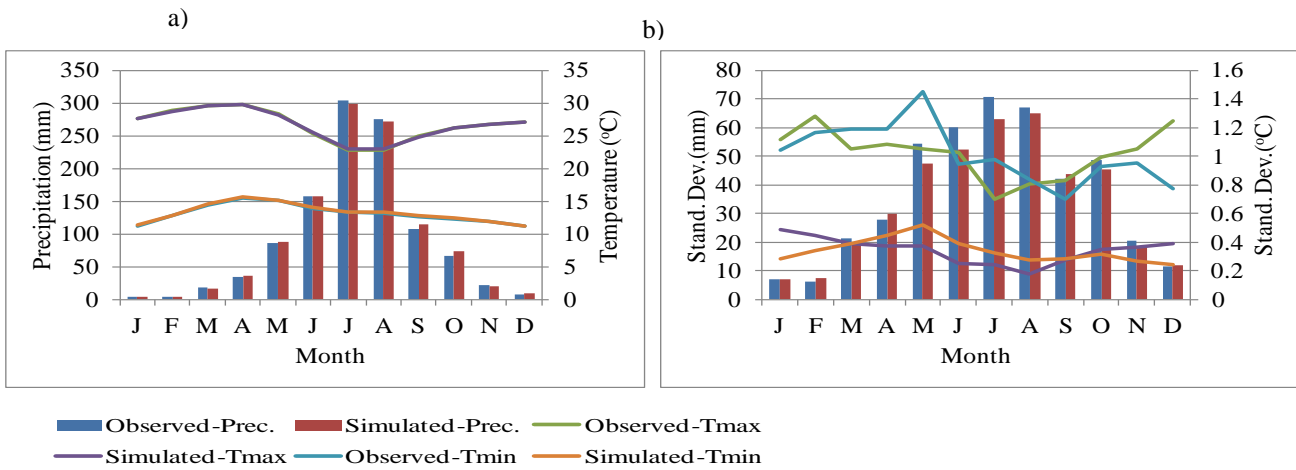 a)
b)
350
300
250
200
150
100
50
0
Precipitation (mm)
35
30
25
20
15
10
5
0
Temperature (oC)
J F M A M J J A S O N D
Month
80
70
60
50
40
30
20
10
0
Stand. Dev. (mm)
1.6
1.4
1.2
1
0.8
0.6
0.4
0.2
0
Stand. Dev. (oC)
J F M A M J J A S O N D
Month
Observed-Prec. Simulated-Prec. Observed-Tmax
Simulated-Tmax Observed-Tmin Simulated-Tmin